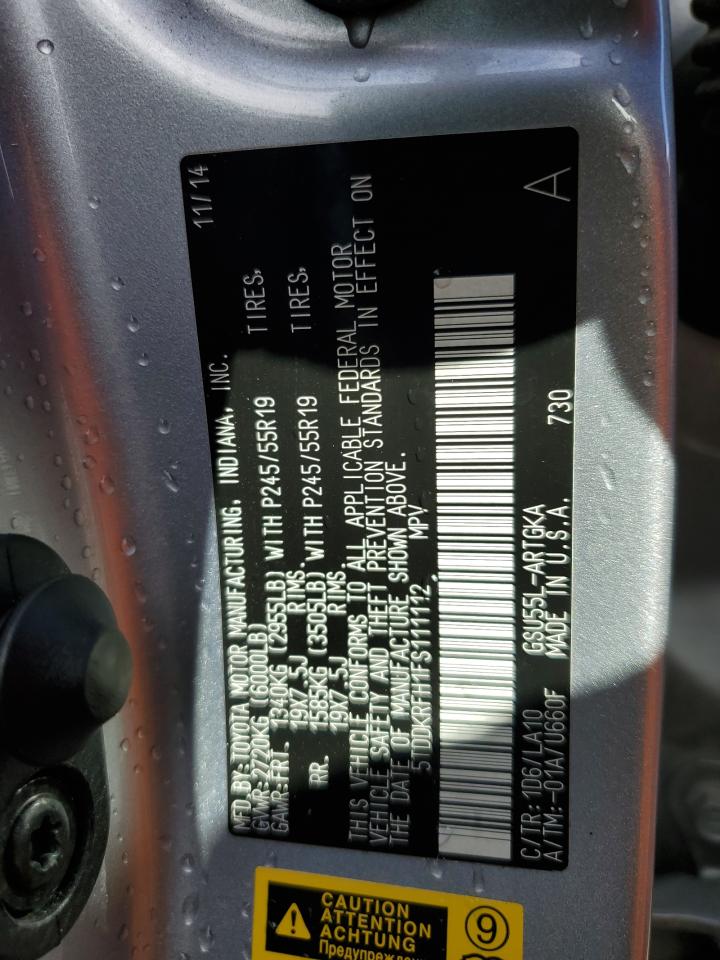 MFD.BY:TOYOTA MOTOR MANUFACTURING, INDIANA, INC. 11/14
GVWR:2720KG (6000LB)
GAWR:FRT. 1340KG (2955LB) WITH P245/55R19 TIRES,
19X7.5J RIMS.
RR. 1585KG (3505LB) WITH P245/55R19 TIRES,
19X7.5J RIMS.
THIS VEHICLE CONFORMS TO ALL APPLICABLE FEDERAL MOTOR
VEHICLE SAFETY AND THEFT PREVENTION STANDARDS IN EFFECT ON
THE DATE OF MANUFACTURE SHOWN ABOVE.
5TDDKRFH1FS111112 MPV
C/TR:1D6/LA10 GSU55L-ARTGKA A
A/TM:-01A/U660F MADE IN U.S.A. 730
CAUTION
ATTENTION
ACHTUNG
Предупрежден
9